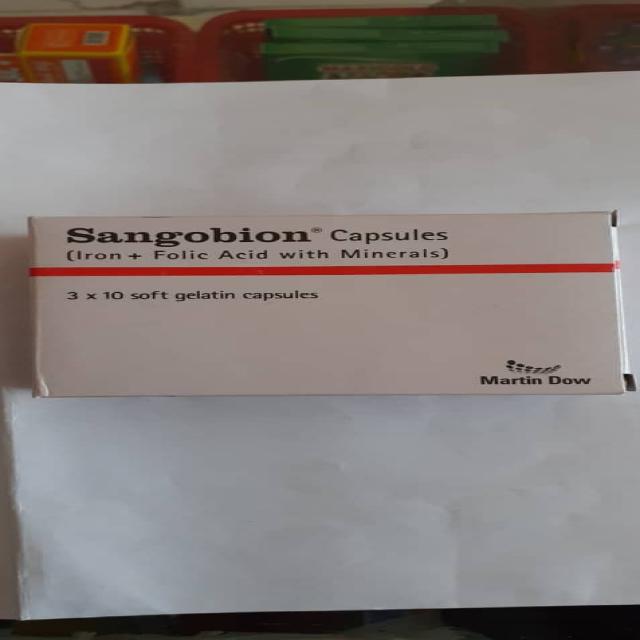 Sangobion® Capsules
(Iron + Folic Acid with Minerals)
3 x 10 soft gelatin capsules
Martin Dow